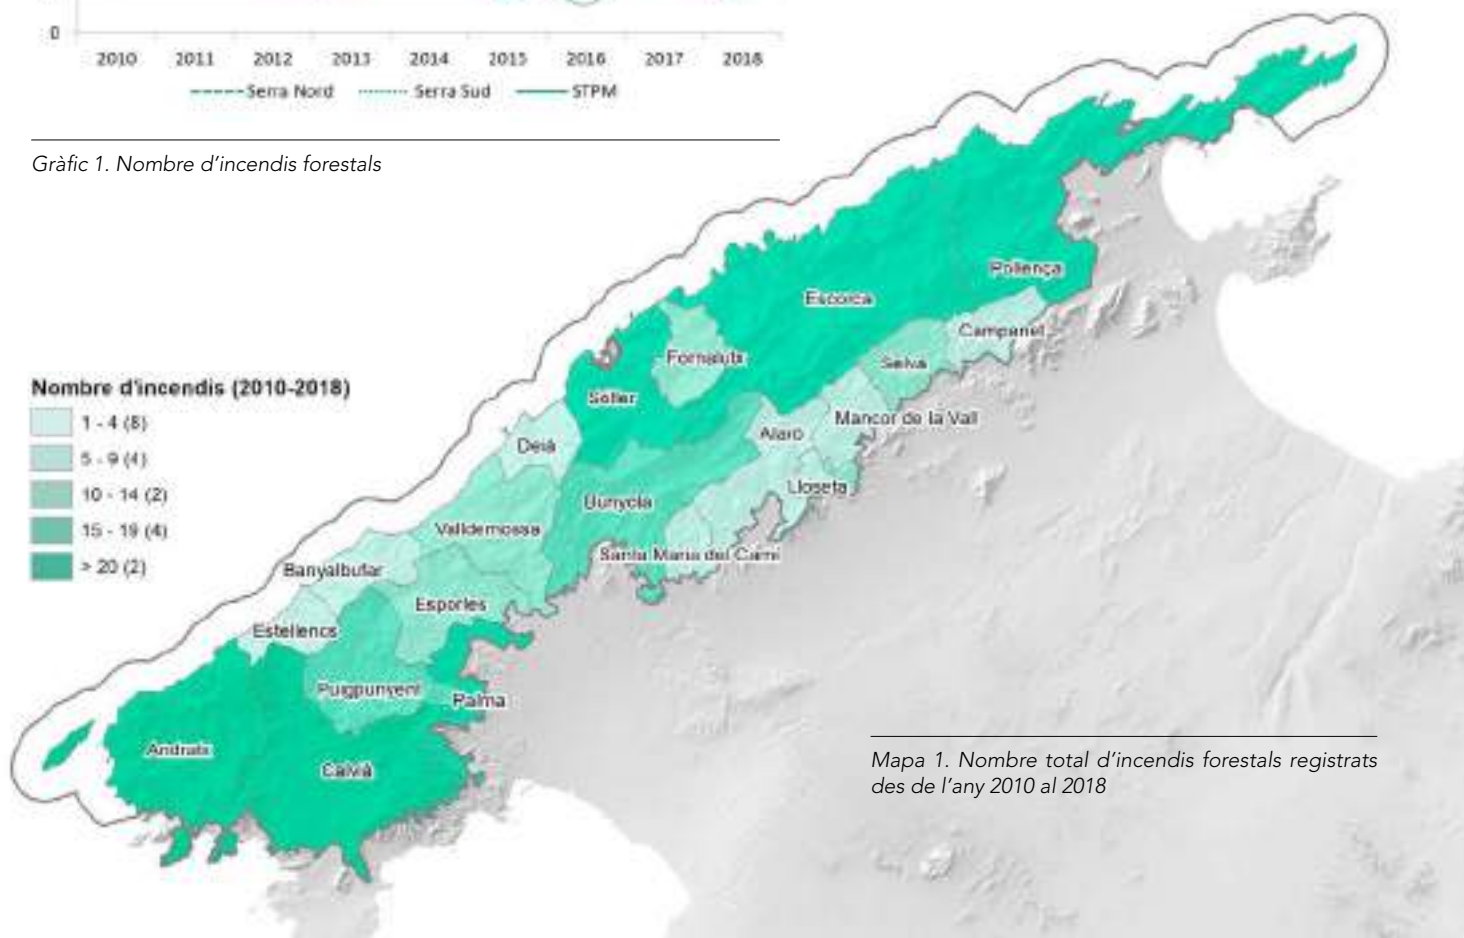 0
2010 2011 2012 2013 2014 2015 2016 2017 2018
Serra Nord Serra Sud STPM
Gràfic 1. Nombre d'incendis forestals
Pollença
Escorca
Campanet
Fornalutx
Selva
Nombre d'incendis (2010-2018)
1 - 4 (8)
5 - 9 (4)
10 - 14 (2)
15 - 19 (4)
> 20 (2)
Sóller
Mancor de la Vall
Alaró
Deià
Lloseta
Bunyola
Valldemossa
Santa Maria del Camí
Banyalbufar
Esporles
Estellencs
Puigpunyent
Palma
Andratx
Calvià
Mapa 1. Nombre total d'incendis forestals registrats
des de l'any 2010 al 2018